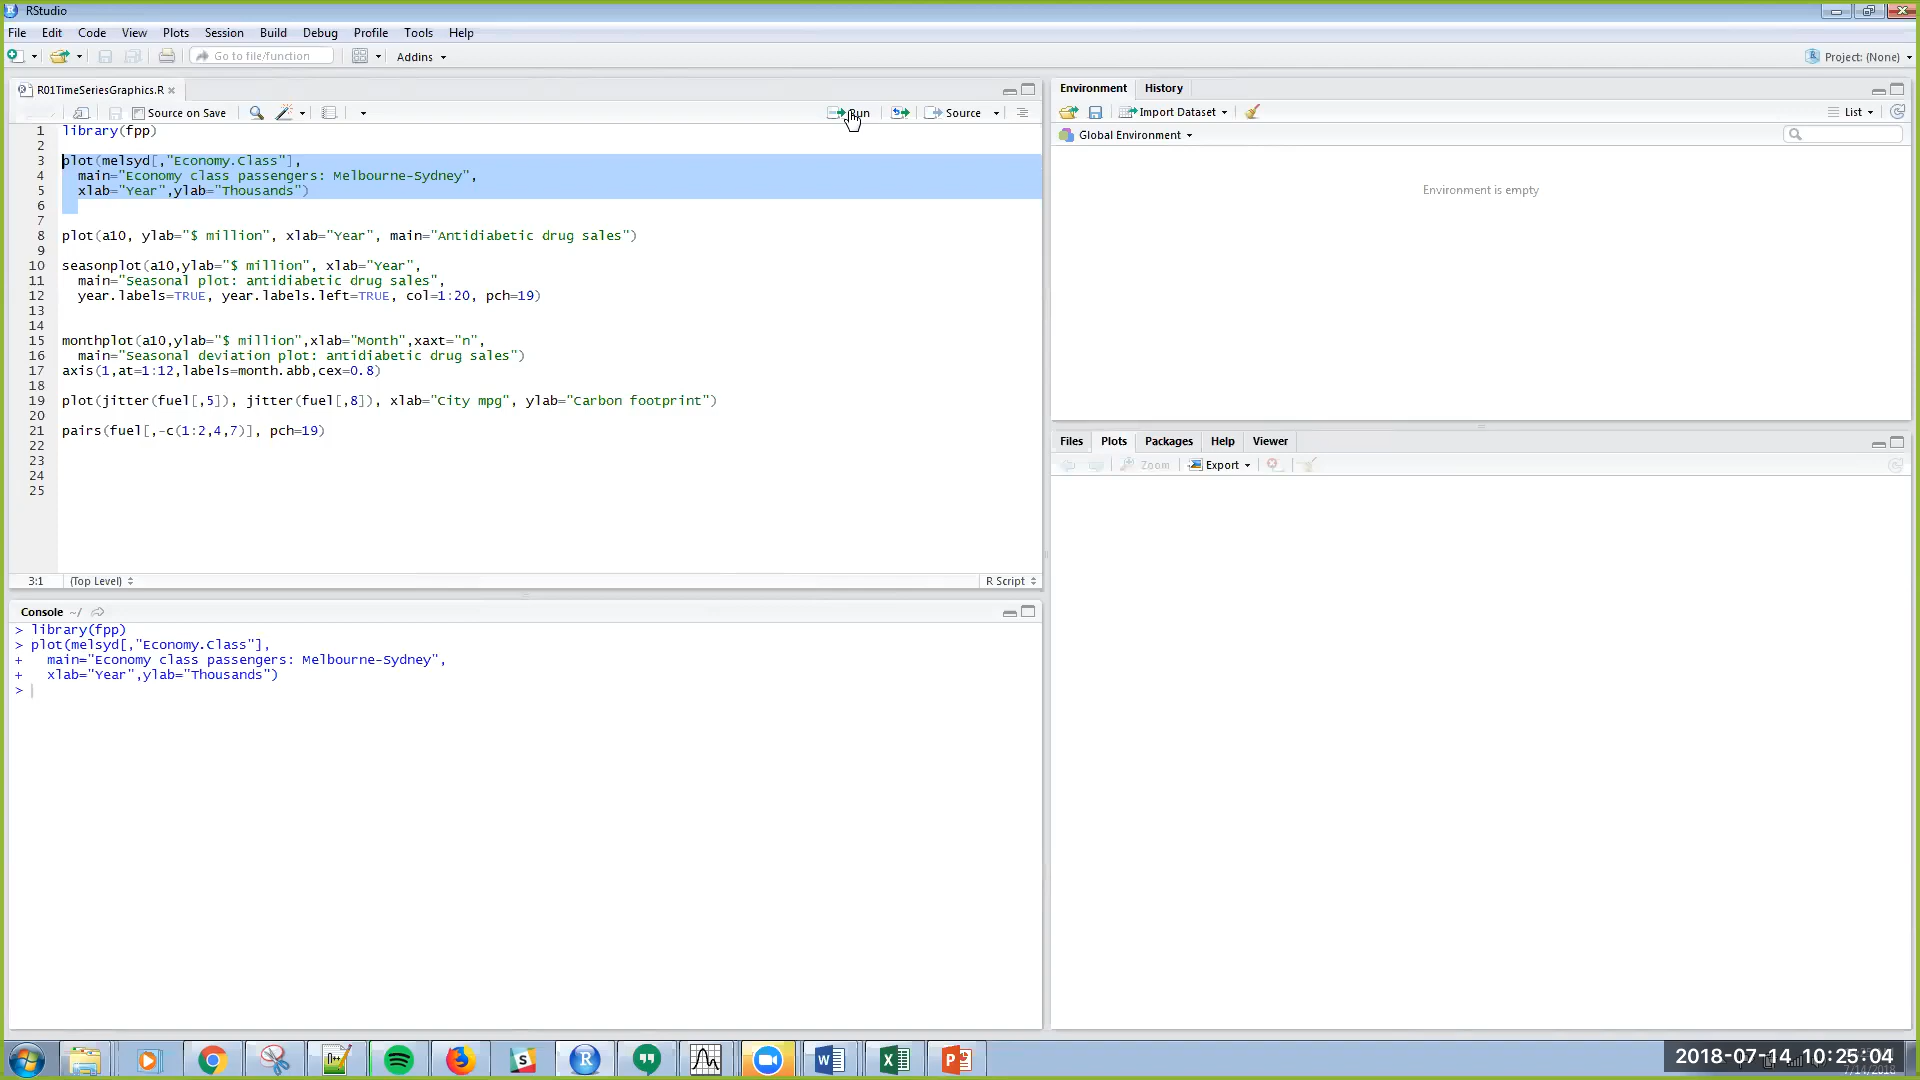 RStudio
File Edit Code View Plots Session Build Debug Profile Tools Help
Go to file/function Addins Project: (None)
R01TimeSeriesGraphics.R
Source on Save Run Source
1 library(fpp)
2
3 plot(melsyd[,"Economy.Class"],
4 main="Economy class passengers: Melbourne-Sydney",
5 xlab="Year",ylab="Thousands")
6
7
8 plot(a10, ylab="$ million", xlab="Year", main="Antidiabetic drug sales")
9
10 seasonplot(a10,ylab="$ million", xlab="Year",
11 main="Seasonal plot: antidiabetic drug sales",
12 year.labels=TRUE, year.labels.left=TRUE, col=1:20, pch=19)
13
14
15 monthplot(a10,ylab="$ million",xlab="Month",xaxt="n",
16 main="Seasonal deviation plot: antidiabetic drug sales")
17 axis(1,at=1:12,labels=month.abb,cex=0.8)
18
19 plot(jitter(fuel[,5]), jitter(fuel[,8]), xlab="City mpg", ylab="Carbon footprint")
20
21 pairs(fuel[,-c(1:2,4,7)], pch=19)
22
23
24
25
3:1 (Top Level) R Script
Console ~/
> library(fpp)
> plot(melsyd[,"Economy.Class"],
+ main="Economy class passengers: Melbourne-Sydney",
+ xlab="Year",ylab="Thousands")
>
Environment History
Import Dataset List
Global Environment
Environment is empty
Files Plots Packages Help Viewer
Zoom Export
2018-07-14 10:25:04
7/14/2018